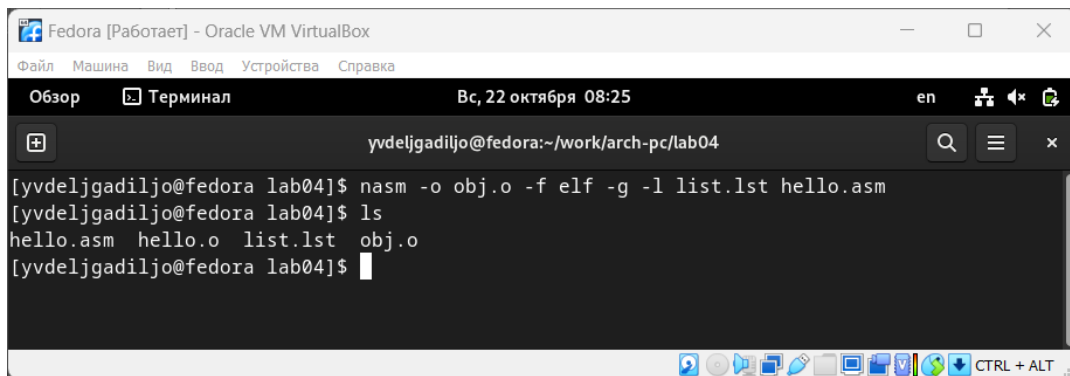 Fedora [Работает] - Oracle VM VirtualBox
Файл Машина Вид Ввод Устройства Справка
Обзор Терминал Вс, 22 октября 08:25 en
yvdeljgadiljo@fedora:~/work/arch-pc/lab04
[yvdeljgadiljo@fedora lab04]$ nasm -o obj.o -f elf -g -l list.lst hello.asm
[yvdeljgadiljo@fedora lab04]$ ls
hello.asm hello.o list.lst obj.o
[yvdeljgadiljo@fedora lab04]$
CTRL + ALT